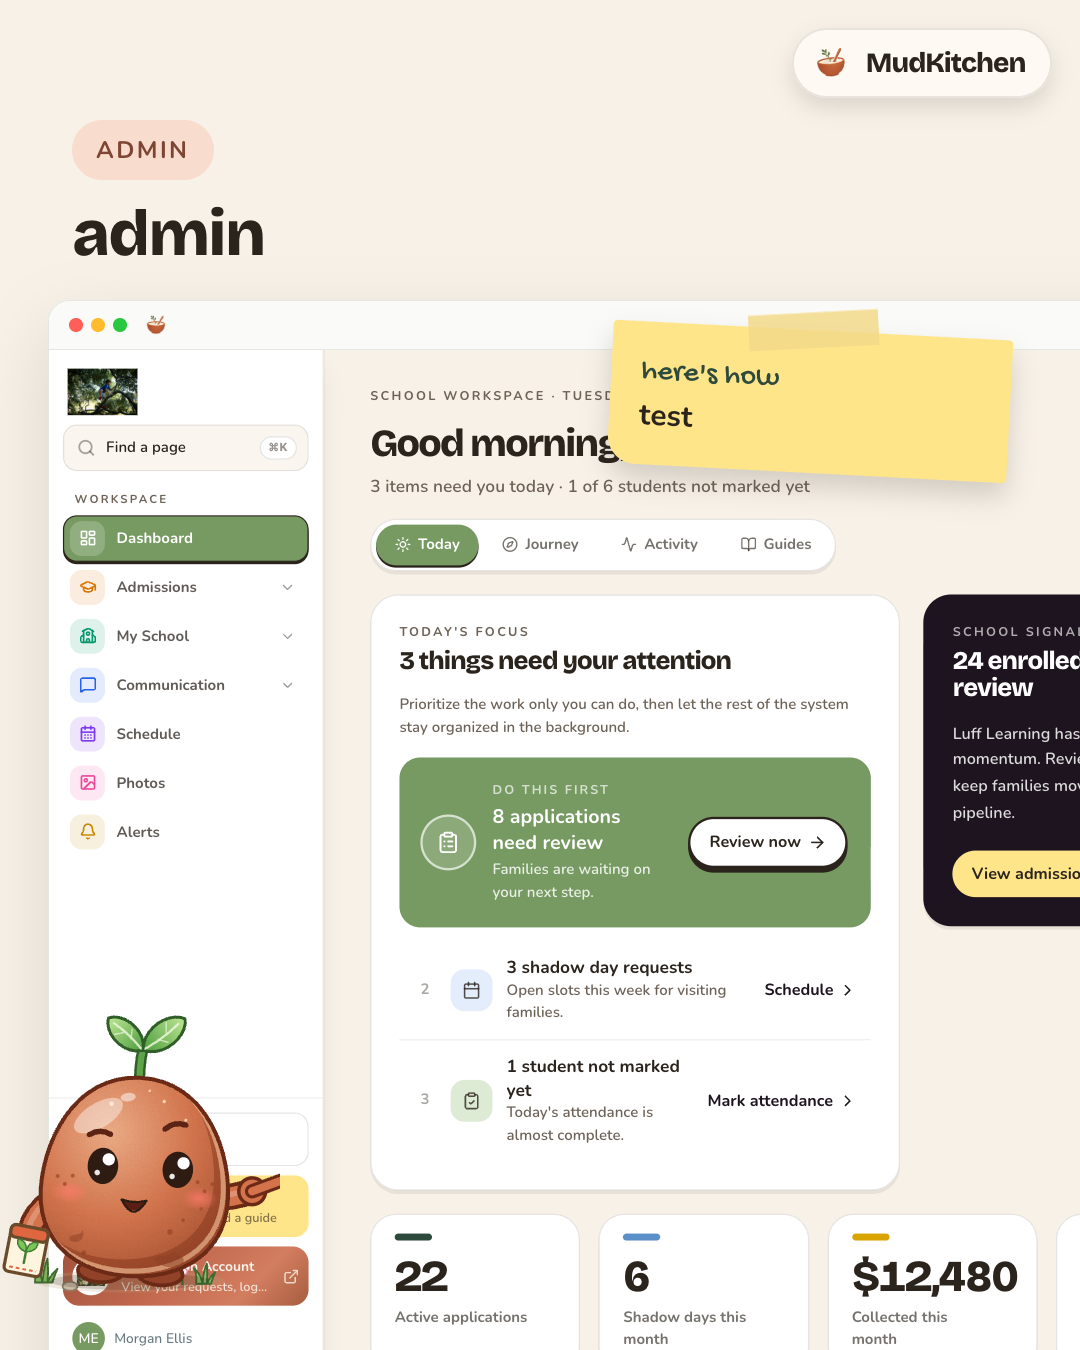 MudKitchen
ADMIN
admin
here's how
test
SCHOOL WORKSPACE · TUESD
Good morning,
3 items need you today · 1 of 6 students not marked yet
Find a page
⌘K
WORKSPACE
Dashboard
Admissions
My School
Communication
Schedule
Photos
Alerts
Today
Journey
Activity
Guides
TODAY'S FOCUS
3 things need your attention
Prioritize the work only you can do, then let the rest of the system
stay organized in the background.
DO THIS FIRST
8 applications
need review
Families are waiting on
your next step.
Review now
2
3 shadow day requests
Open slots this week for visiting
families.
Schedule
3
1 student not marked
yet
Today's attendance is
almost complete.
Mark attendance
SCHOOL SIGNAL
24 enrolled
review
Luff Learning has
momentum. Revie
keep families mov
pipeline.
View admissio
d a guide
Account
View your requests, log...
ME
Morgan Ellis
22
Active applications
6
Shadow days this
month
$12,480
Collected this
month